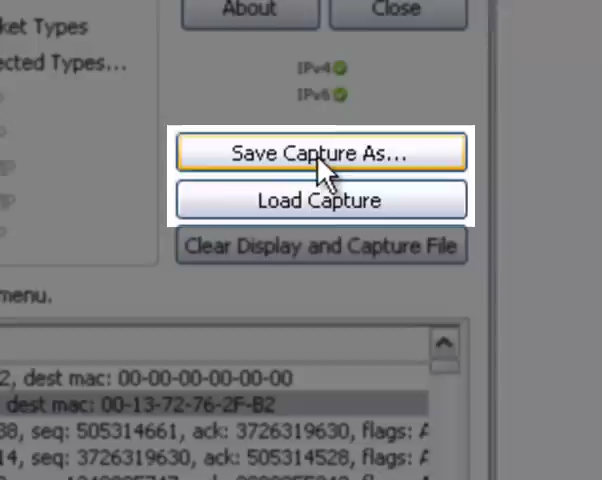 About
Close
ket Types
ected Types...
IPv4
IPv6
Save Capture As...
Load Capture
Clear Display and Capture File
menu.
2, dest mac: 00-00-00-00-00-00
dest mac: 00-13-72-76-2F-B2
38, seq: 505314661, ack: 3726319630, flags: A
14, seq: 3726319630, ack: 505314528, flags: A